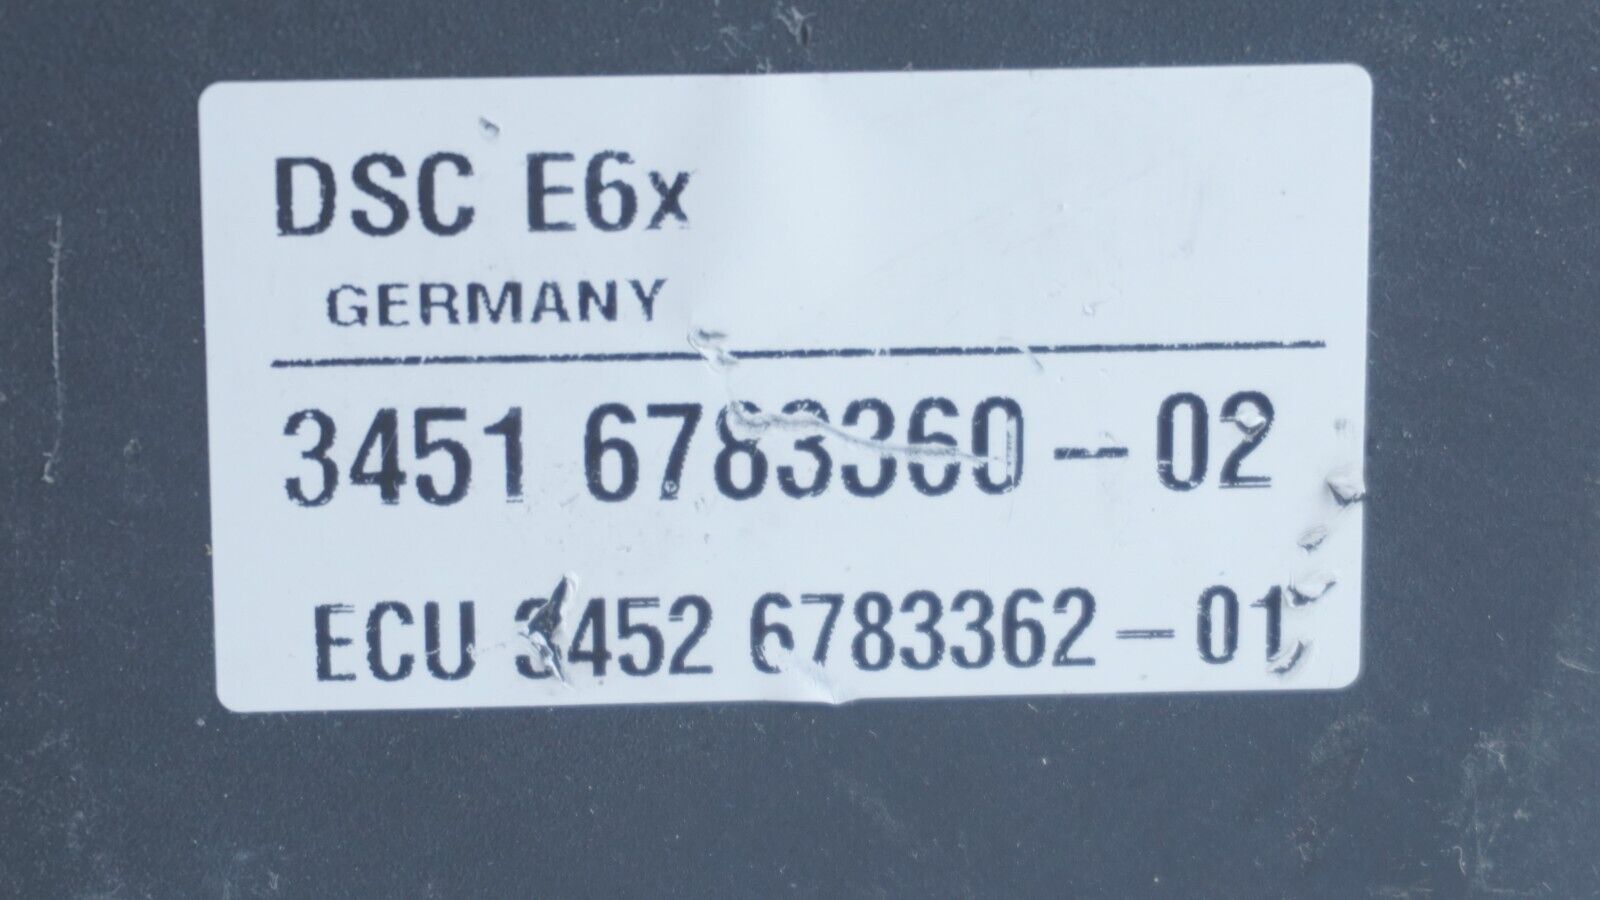 DSC E6x
GERMANY
3451 6783360-02
ECU 3452 6783362-01